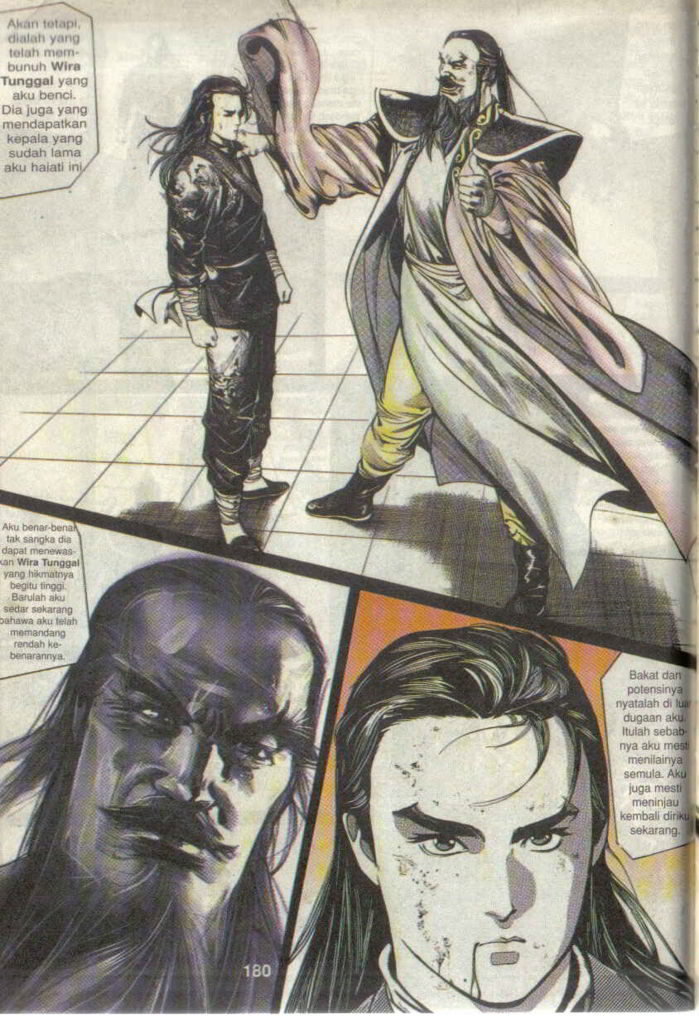 Akan tetapi,
dialah yang
telah mem-
bunuh Wira
Tunggal yang
aku benci.
Dia juga yang
mendapatkan
kepala yang
sudah lama
aku hajati ini.
Aku benar-benar
tak sangka dia
dapat menewas-
kan Wira Tunggal
yang hikmatnya
begitu tinggi.
Barulah aku
sedar sekarang
bahawa aku telah
memandang
rendah ke-
benarannya.
Bakat dan
potensinya
nyatalah di luar
dugaan aku.
Itulah sebab-
nya aku mesti
menilainya
semula. Aku
juga mesti
meninjau
kembali diriku
sekarang.
180